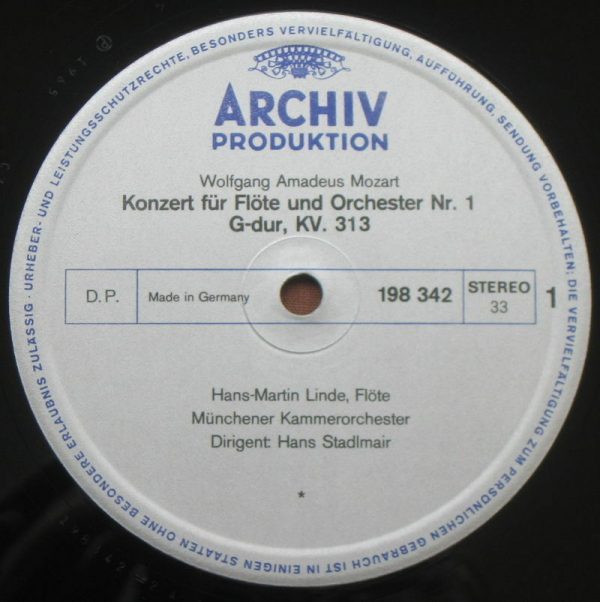 URHEBER- UND LEISTUNGSSCHUTZRECHTE, BESONDERS VERVIELFÄLTIGUNG, AUFFÜHRUNG, SENDUNG VORBEHALTEN; DIE VERVIELFÄLTIGUNG ZUM PERSÖNLICHEN GEBRAUCH IST IN EINIGEN STAATEN OHNE BESONDERE ERLAUBNIS ZULÄSSIG ·
ARCHIV
PRODUKTION
Wolfgang Amadeus Mozart
Konzert für Flöte und Orchester Nr. 1
G-dur, KV. 313
D.P. Made in Germany 198 342 STEREO 1
33
Hans-Martin Linde, Flöte
Münchener Kammerorchester
Dirigent: Hans Stadlmair
*